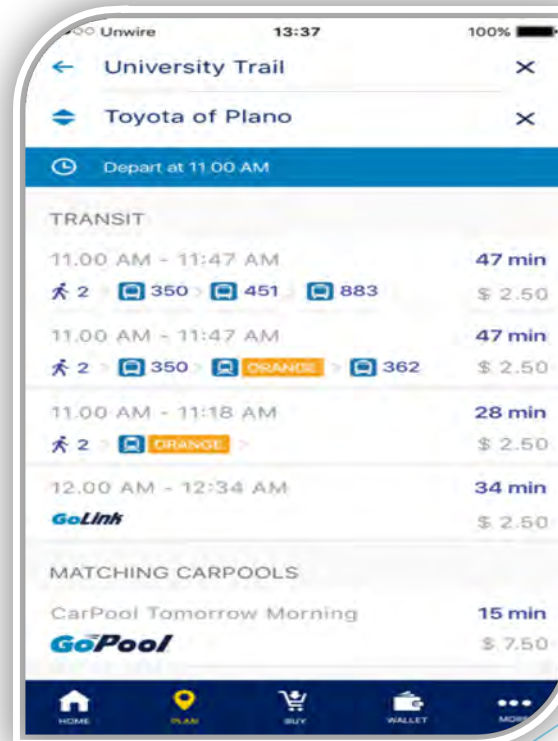 Unwire 13:37 100%
University Trail
Toyota of Plano
Depart at 11.00 AM
TRANSIT
11.00 AM - 11:47 AM 47 min
2 > 350 > 451 883 $ 2.50
11.00 AM - 11:47 AM 47 min
2 > 350 > ORANGE > 362 $ 2.50
11.00 AM - 11:18 AM 28 min
2 > ORANGE > $ 2.50
12.00 AM - 12:34 AM 34 min
GoLink $ 2.50
MATCHING CARPOOLS
CarPool Tomorrow Morning 15 min
GoPool $ 7.50
HOME PLAN BUY WALLET MORE